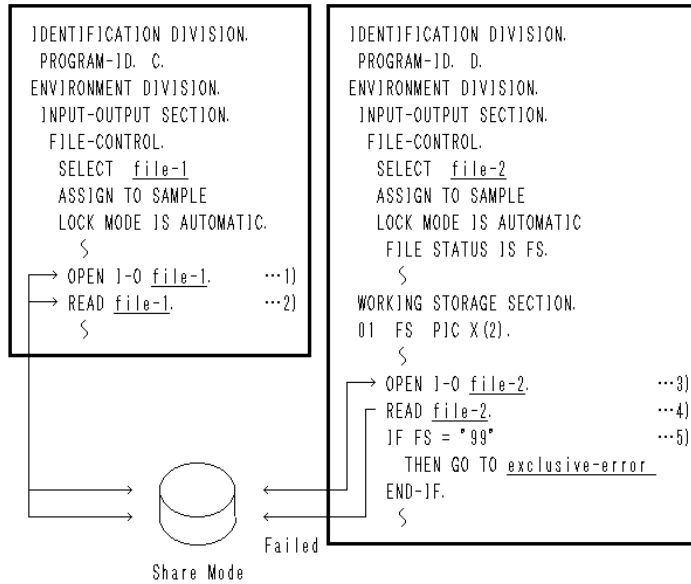 IDENTIFICATION DIVISION.
PROGRAM-ID. C.
ENVIRONMENT DIVISION.
INPUT-OUTPUT SECTION.
FILE-CONTROL.
SELECT file-1
ASSIGN TO SAMPLE
LOCK MODE IS AUTOMATIC.
OPEN I-O file-1. …1)
READ file-1. …2)
IDENTIFICATION DIVISION.
PROGRAM-ID. D.
ENVIRONMENT DIVISION.
INPUT-OUTPUT SECTION.
FILE-CONTROL.
SELECT file-2
ASSIGN TO SAMPLE
LOCK MODE IS AUTOMATIC
FILE STATUS IS FS.
WORKING STORAGE SECTION.
01 FS PIC X(2).
OPEN I-O file-2. …3)
READ file-2. …4)
IF FS = "99" …5)
THEN GO TO exclusive-error
END-IF.
Failed
Share Mode